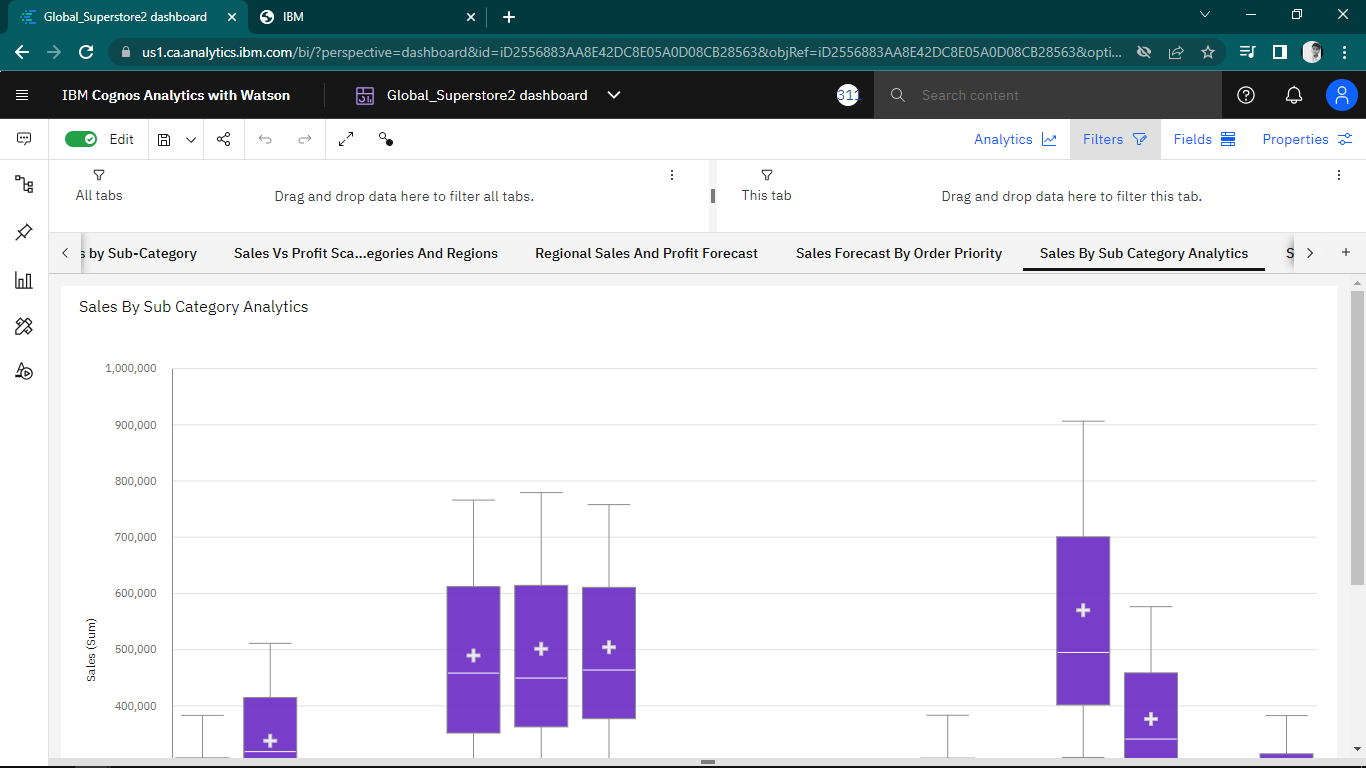 Global_Superstore2 dashboard
IBM
us1.ca.analytics.ibm.com/bi/?perspective=dashboard&id=iD2556883AA8E42DC8E05A0D08CB28563&objRef=iD2556883AA8E42DC8E05A0D08CB28563&opti...
IBM Cognos Analytics with Watson
Global_Superstore2 dashboard
311
Search content
Edit
Analytics
Filters
Fields
Properties
All tabs
Drag and drop data here to filter all tabs.
This tab
Drag and drop data here to filter this tab.
s by Sub-Category
Sales Vs Profit Sca...egories And Regions
Regional Sales And Profit Forecast
Sales Forecast By Order Priority
Sales By Sub Category Analytics
S
Sales By Sub Category Analytics
1,000,000
900,000
800,000
700,000
600,000
500,000
400,000
Sales (Sum)